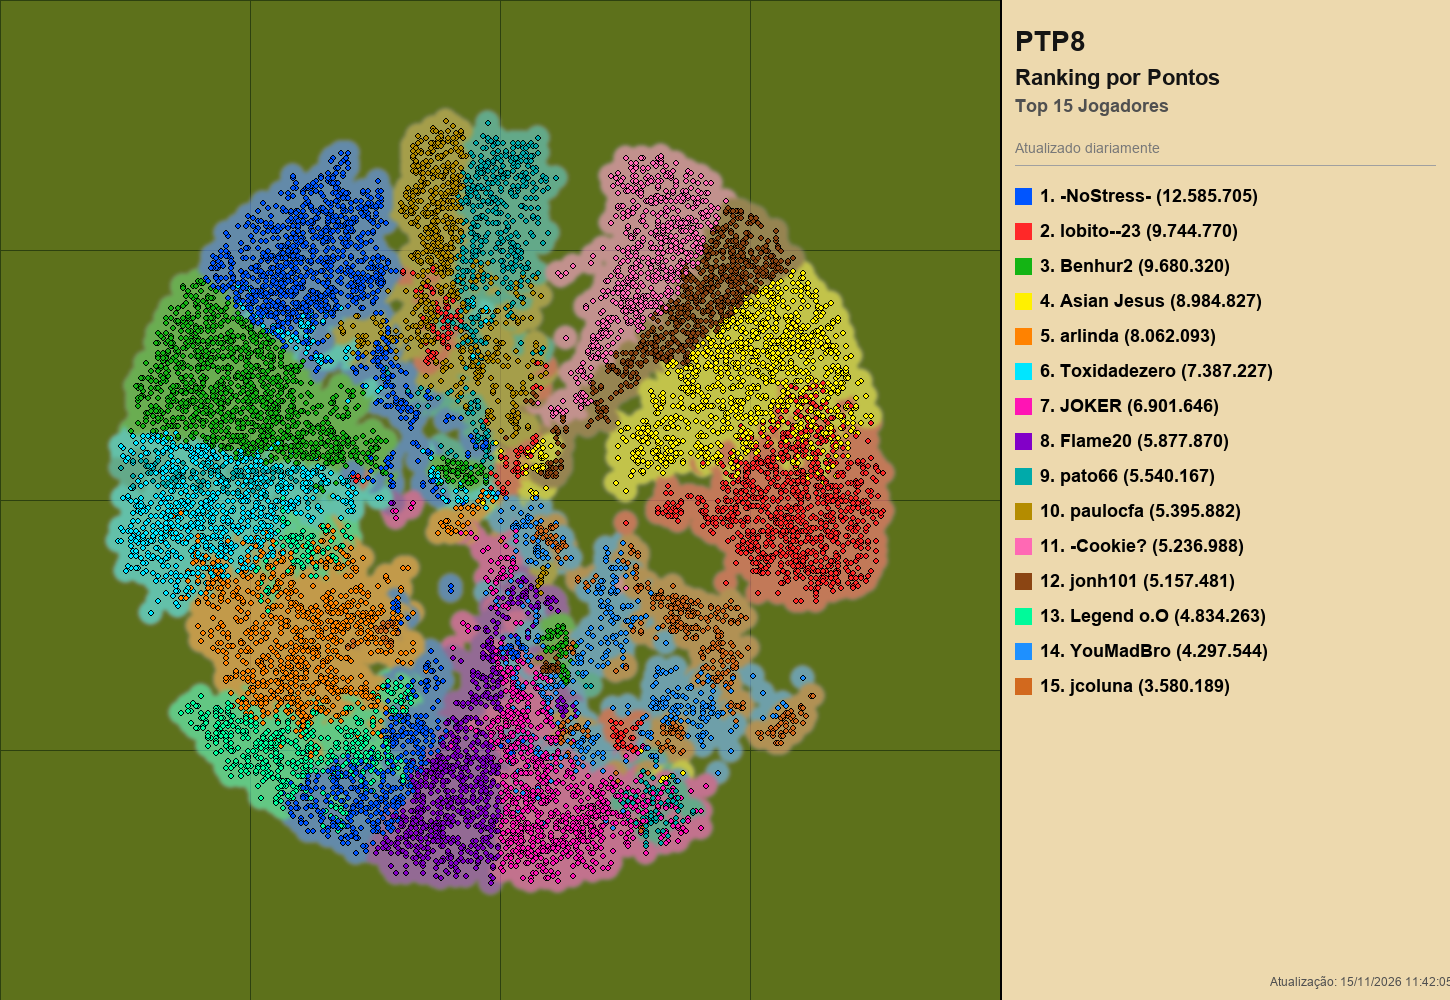 PTP8
Ranking por Pontos
Top 15 Jogadores
Atualizado diariamente
1. -NoStress- (12.585.705)
2. lobito--23 (9.744.770)
3. Benhur2 (9.680.320)
4. Asian Jesus (8.984.827)
5. arlinda (8.062.093)
6. Toxidadezero (7.387.227)
7. JOKER (6.901.646)
8. Flame20 (5.877.870)
9. pato66 (5.540.167)
10. paulocfa (5.395.882)
11. -Cookie? (5.236.988)
12. jonh101 (5.157.481)
13. Legend o.O (4.834.263)
14. YouMadBro (4.297.544)
15. jcoluna (3.580.189)
Atualização: 15/11/2026 11:42:05